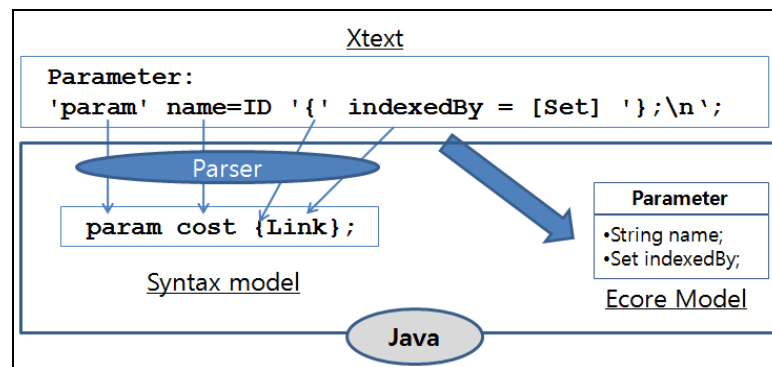 Xtext
Parameter:
'param' name=ID '{' indexedBy = [Set] '};\n‘;
Parser
param cost {Link};
Syntax model
Parameter
•String name;
•Set indexedBy;
Ecore Model
Java